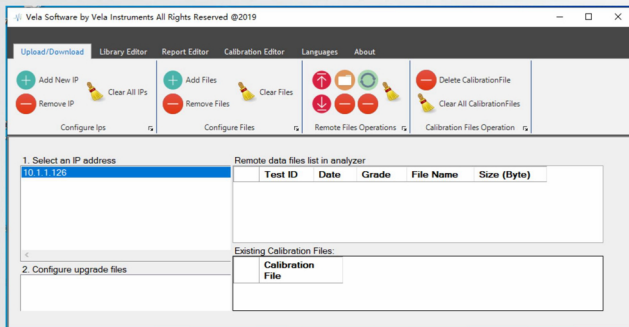 Vela Software by Vela Instruments All Rights Reserved @2019
Upload/Download Library Editor Report Editor Calibration Editor Languages About
Add New IP
Remove IP
Clear All IPs
Configure Ips
Add Files
Remove Files
Clear Files
Configure Files
Remote Files Operations
Delete CalibrationFile
Clear All CalibrationFiles
Calibration Files Operation
1. Select an IP address
10.1.1.126
2. Configure upgrade files
Remote data files list in analyzer
Test ID Date Grade File Name Size (Byte)
Existing Calibration Files:
Calibration
File